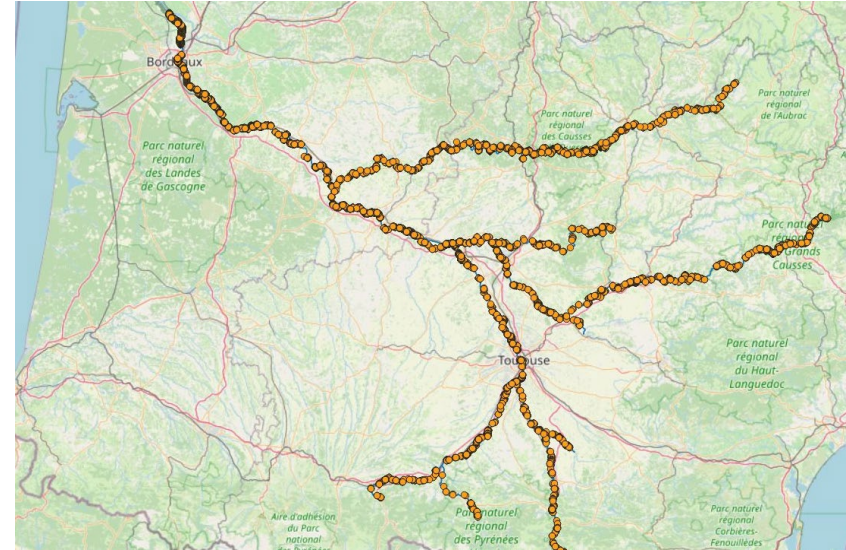 Bordeaux
Parc naturel
régional
de l'Aubrac
Parc naturel
régional
des Causses
Parc naturel
régional
des Landes
de Gascogne
Parc naturel
régional
Grands
Causses
Parc naturel
régional
du Haut-
Languedoc
Toulouse
Aire d'adhésion
du Parc
national
des Pyrénées
Parc naturel
régional
des Pyrénées
Parc naturel
régional
Corbières-
Fenouillèdes